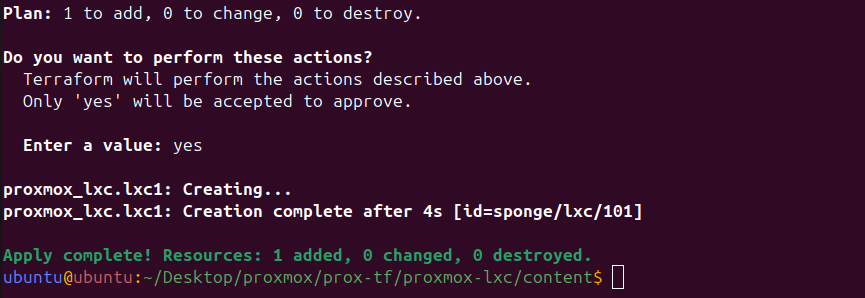 Plan: 1 to add, 0 to change, 0 to destroy.
Do you want to perform these actions?
Terraform will perform the actions described above.
Only 'yes' will be accepted to approve.
Enter a value: yes
proxmox_lxc.lxc1: Creating...
proxmox_lxc.lxc1: Creation complete after 4s [id=sponge/lxc/101]
Apply complete! Resources: 1 added, 0 changed, 0 destroyed.
ubuntu@ubuntu:~/Desktop/proxmox/prox-tf/proxmox-lxc/content$